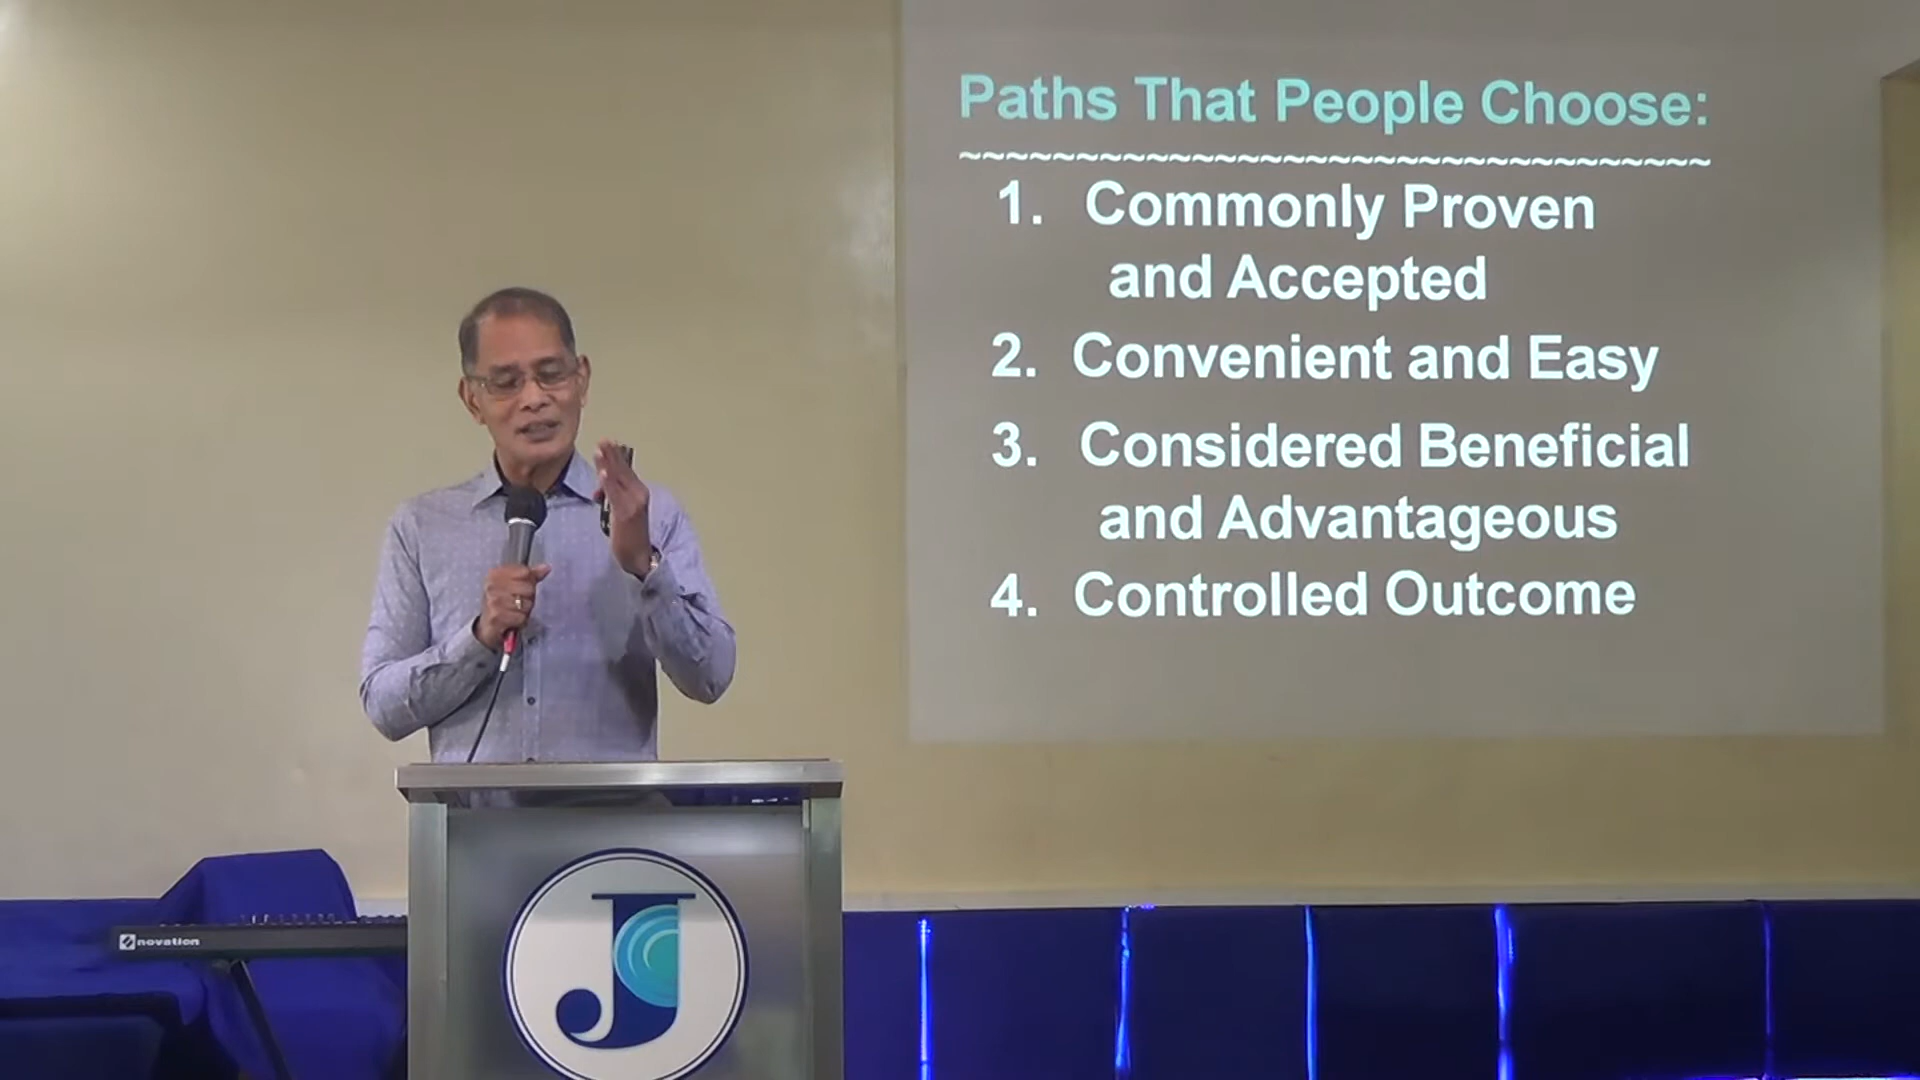 Paths That People Choose:
~~~~~~~~~~~~~~~~~~~~~~~~~~~~~~~~
1. Commonly Proven
and Accepted
2. Convenient and Easy
3. Considered Beneficial
and Advantageous
4. Controlled Outcome
novation
J